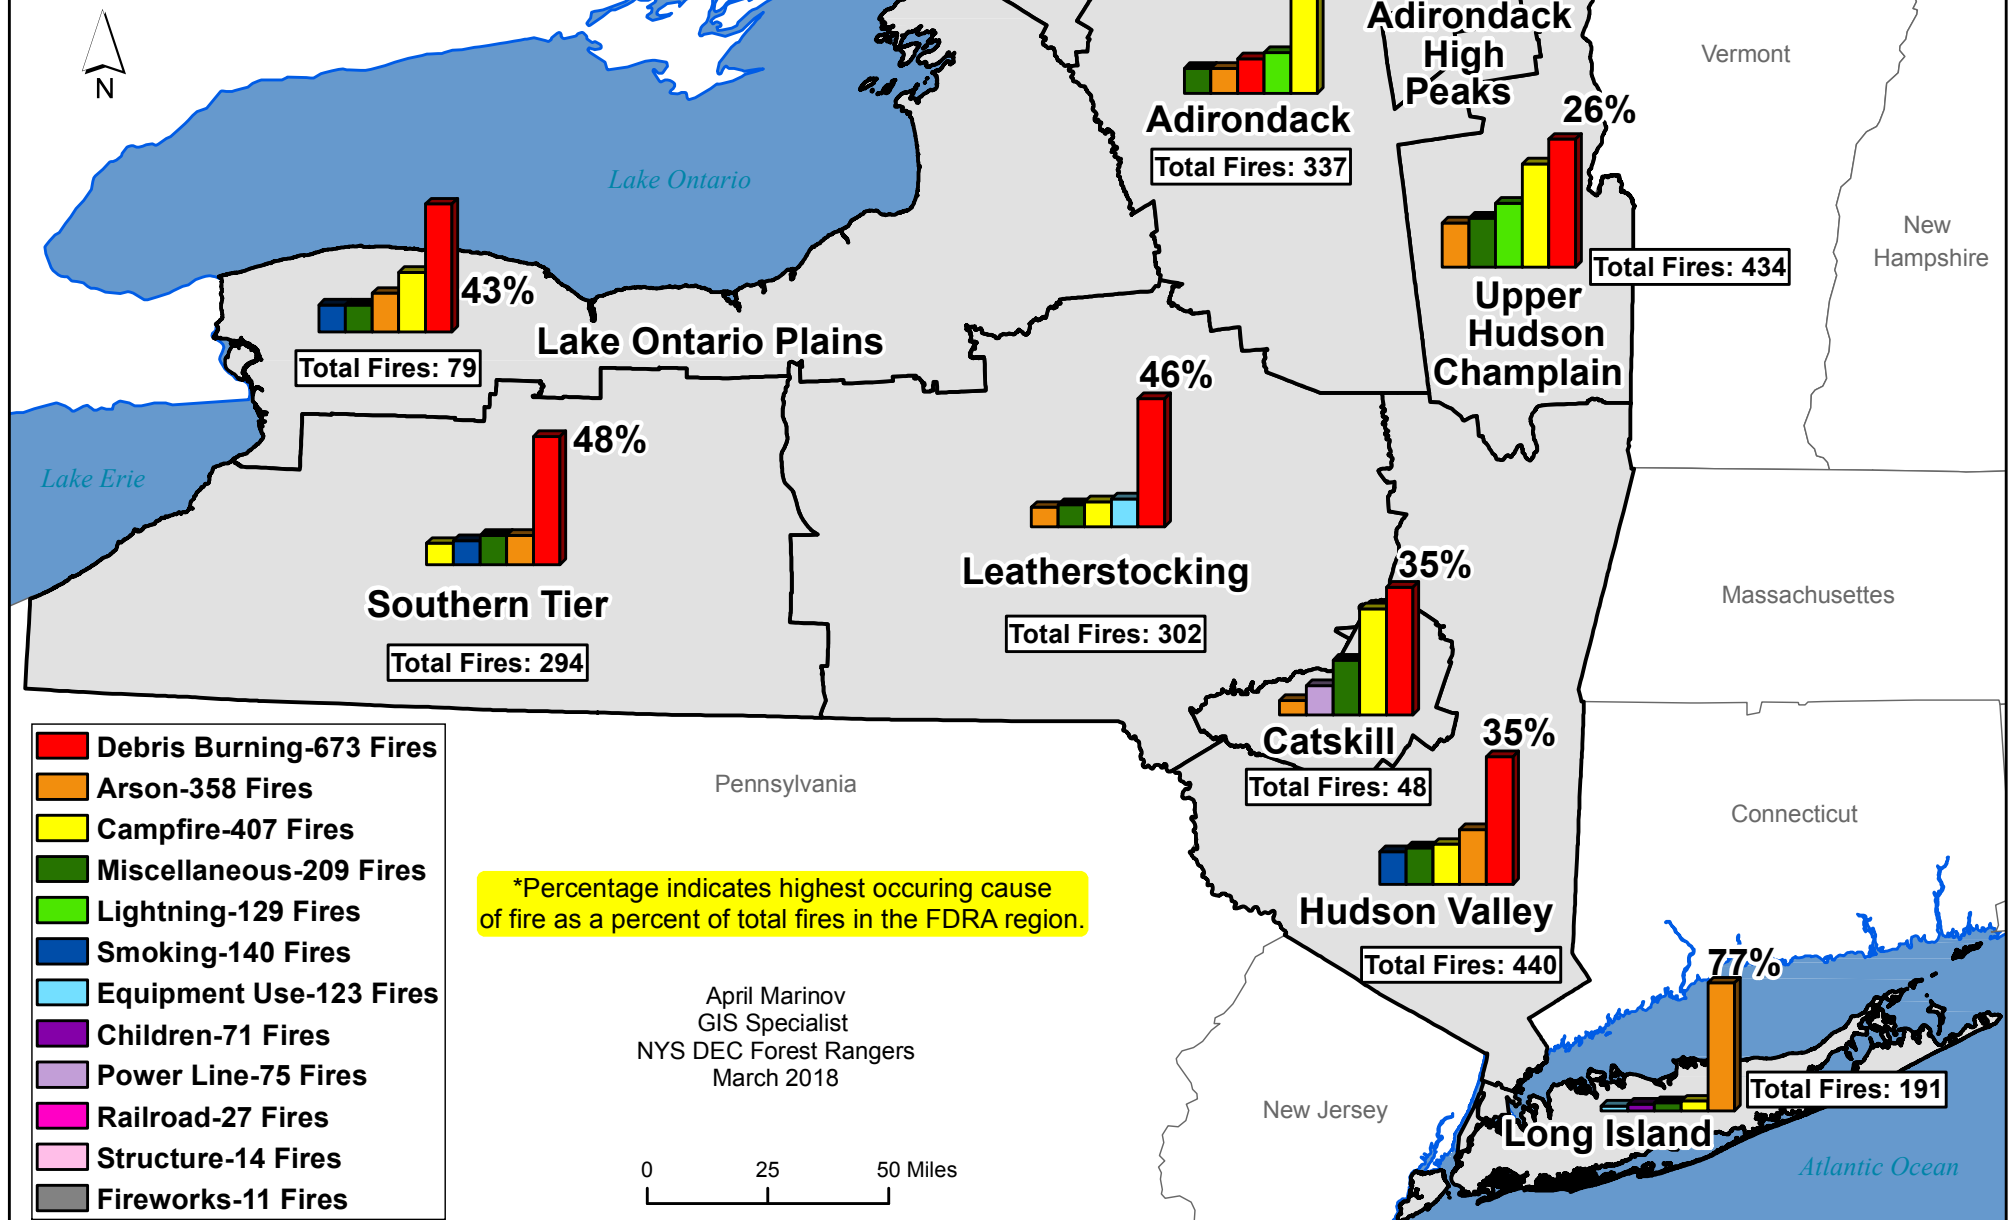 N
Adirondack
High
Peaks
Vermont
26%
Adirondack
Total Fires: 337
Lake Ontario
New
Hampshire
Total Fires: 434
43%
Upper
Hudson
Champlain
Lake Ontario Plains
Total Fires: 79
46%
48%
Lake Erie
35%
Leatherstocking
Southern Tier
Massachusettes
Total Fires: 302
Total Fires: 294
Catskill
35%
Total Fires: 48
Pennsylvania
Connecticut
Debris Burning-673 Fires
Arson-358 Fires
Campfire-407 Fires
Miscellaneous-209 Fires
Lightning-129 Fires
Smoking-140 Fires
Equipment Use-123 Fires
Children-71 Fires
Power Line-75 Fires
Railroad-27 Fires
Structure-14 Fires
Fireworks-11 Fires
*Percentage indicates highest occuring cause
of fire as a percent of total fires in the FDRA region.
Hudson Valley
Total Fires: 440
77%
April Marinov
GIS Specialist
NYS DEC Forest Rangers
March 2018
Total Fires: 191
New Jersey
Long Island
Atlantic Ocean
0 25 50 Miles